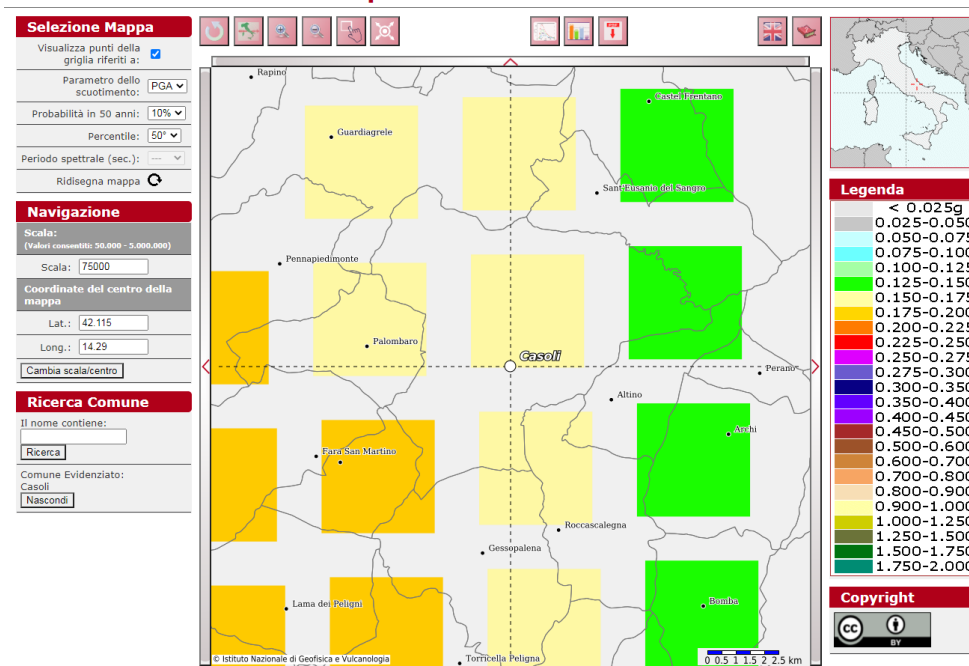 Selezione Mappa
Visualizza punti della
griglia riferiti a:
Parametro dello
scuotimento:
PGA
Probabilità in 50 anni:
10%
Percentile:
50°
Periodo spettrale (sec.):
---
Ridisegna mappa
Navigazione
Scala:
(Valori consentiti: 50.000 - 5.000.000)
Scala:
75000
Coordinate del centro della
mappa
Lat.:
42.115
Long.:
14.29
Cambia scala/centro
Ricerca Comune
Il nome contiene:
Ricerca
Comune Evidenziato:
Casoli
Nascondi
Rapino
Castel Frentano
Guardiagrele
Sant'Eusanio del Sangro
Pennapiedimonte
Palombaro
Casoli
Perano
Altino
Archi
Fara San Martino
Roccascalegna
Gessopalena
Lama dei Peligni
Bomba
Torricella Peligna
© Istituto Nazionale di Geofisica e Vulcanologia
0 0.5 1 1.5 2 2.5 km
Legenda
< 0.025g
0.025-0.050
0.050-0.075
0.075-0.100
0.100-0.125
0.125-0.150
0.150-0.175
0.175-0.200
0.200-0.225
0.225-0.250
0.250-0.275
0.275-0.300
0.300-0.350
0.350-0.400
0.400-0.450
0.450-0.500
0.500-0.600
0.600-0.700
0.700-0.800
0.800-0.900
0.900-1.000
1.000-1.250
1.250-1.500
1.500-1.750
1.750-2.000
Copyright
cc
BY